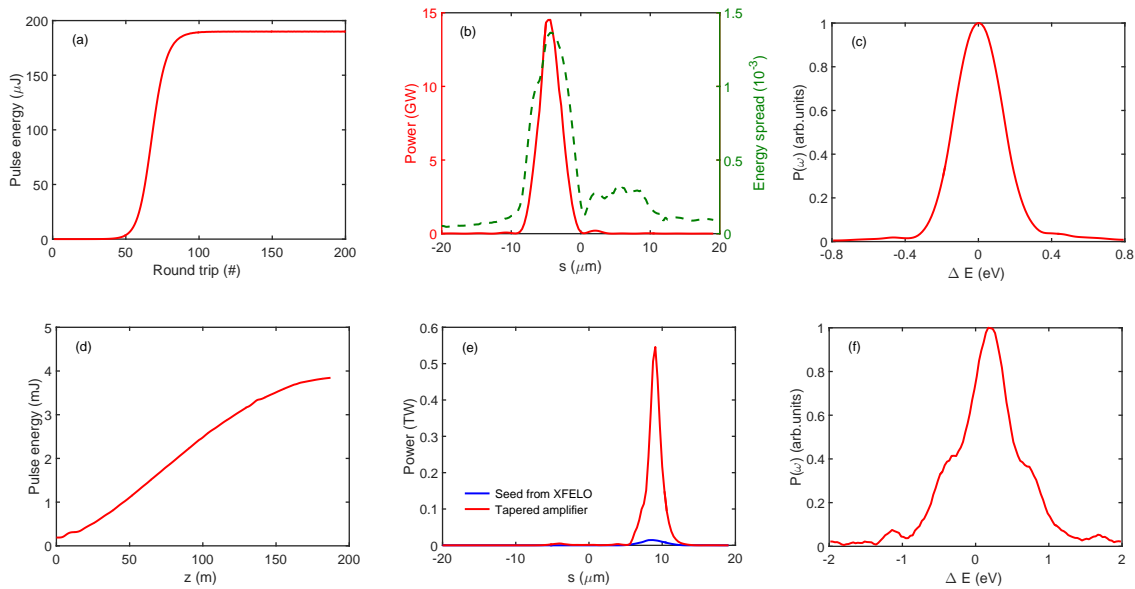 (a)
Pulse energy (μJ)
200
150
100
50
0
0 50 100 150 200
Round trip (#)
(b)
Power (GW)
15
10
5
0
Energy spread (10-3)
1.5
1
0.5
0
-20 -10 0 10 20
s (μm)
(c)
P(ω) (arb.units)
1
0.8
0.6
0.4
0.2
0
-0.8 -0.4 0 0.4 0.8
Δ E (eV)
(d)
Pulse energy (mJ)
5
4
3
2
1
0
0 50 100 150 200
z (m)
(e)
Power (TW)
0.6
0.5
0.4
0.3
0.2
0.1
0
Seed from XFELO
Tapered amplifier
-20 -10 0 10 20
s (μm)
(f)
P(ω) (arb.units)
1
0.8
0.6
0.4
0.2
0
-2 -1 0 1 2
Δ E (eV)